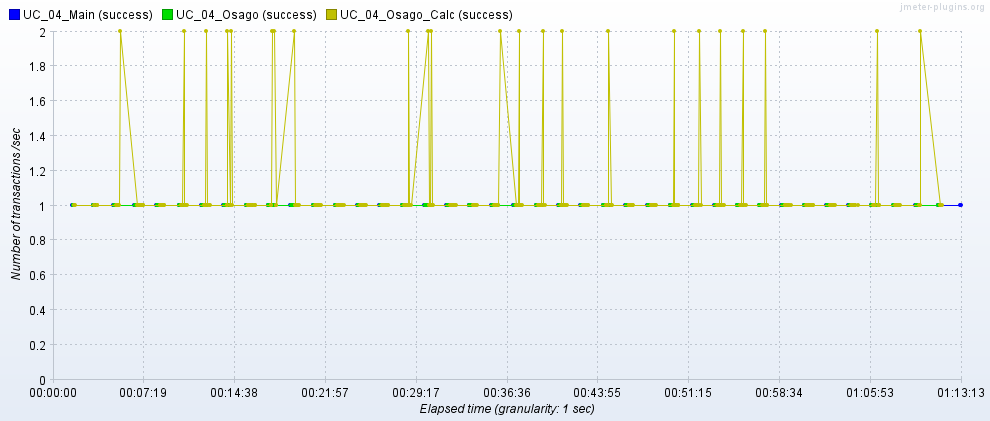 UC_04_Main (success) UC_04_Osago (success) UC_04_Osago_Calc (success)
jmeter-plugins.org
Number of transactions /sec
2
1.8
1.6
1.4
1.2
1
0.8
0.6
0.4
0.2
0
00:00:00 00:07:19 00:14:38 00:21:57 00:29:17 00:36:36 00:43:55 00:51:15 00:58:34 01:05:53 01:13:13
Elapsed time (granularity: 1 sec)